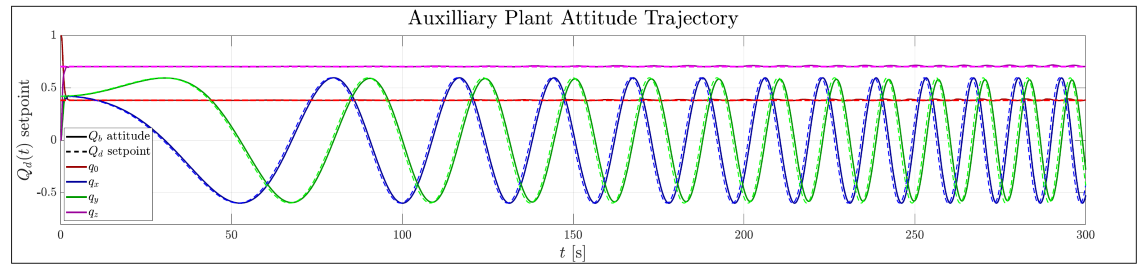 Auxilliary Plant Attitude Trajectory
1
0.5
0
-0.5
Q_d(t) setpoint
Q_b attitude
Q_d setpoint
q_0
q_x
q_y
q_z
0 50 100 150 200 250 300
t [s]